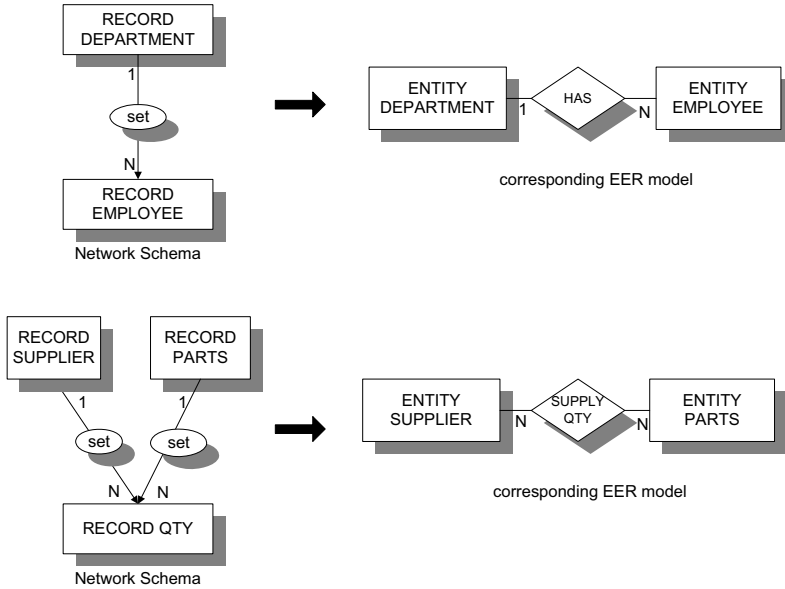 RECORD
DEPARTMENT
1
set
N
RECORD
EMPLOYEE
Network Schema
ENTITY
DEPARTMENT
1
HAS
N
ENTITY
EMPLOYEE
corresponding EER model
RECORD
SUPPLIER
RECORD
PARTS
1
1
set
set
N
N
RECORD QTY
Network Schema
ENTITY
SUPPLIER
N
SUPPLY
QTY
N
ENTITY
PARTS
corresponding EER model